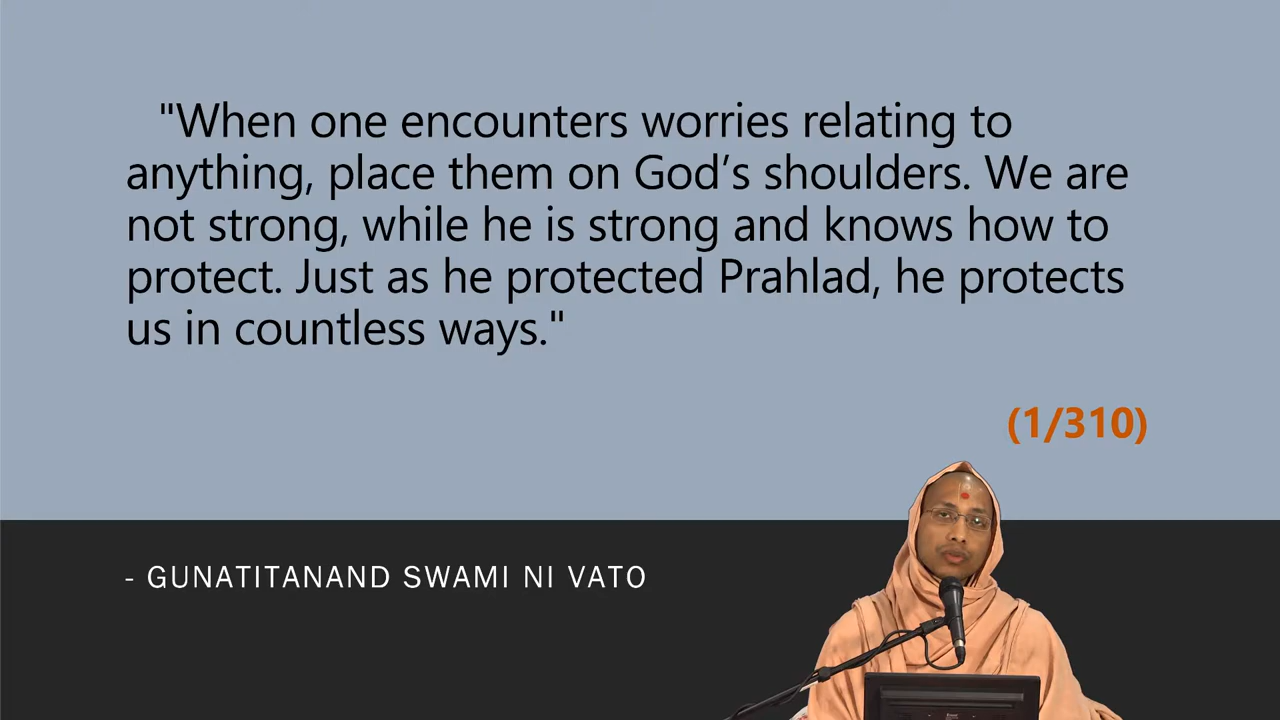 "When one encounters worries relating to
anything, place them on God’s shoulders. We are
not strong, while he is strong and knows how to
protect. Just as he protected Prahlad, he protects
us in countless ways."
(1/310)
- GUNATITANAND SWAMI NI VATO